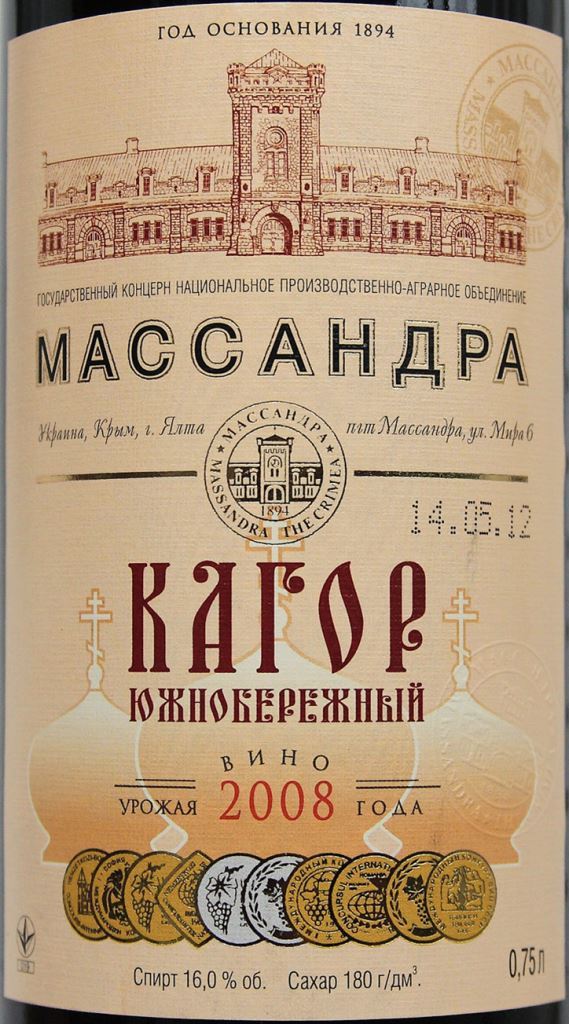 ГОД ОСНОВАНИЯ 1894
ГОСУДАРСТВЕННЫЙ КОНЦЕРН НАЦИОНАЛЬНОЕ ПРОИЗВОДСТВЕННО-АГРАРНОЕ ОБЪЕДИНЕНИЕ
МАССАНДРА
Украина, Крым, г. Ялта
пгт Массандра, ул. Мира 6
МАССАНДРА
MASSANDRA THE CRIMEA
1894
14.05.12
КАГОР
ЮЖНОБЕРЕЖНЫЙ
ВИНО
УРОЖАЯ 2008 ГОДА
Спирт 16,0 % об. Сахар 180 г/дм³.
0,75 л